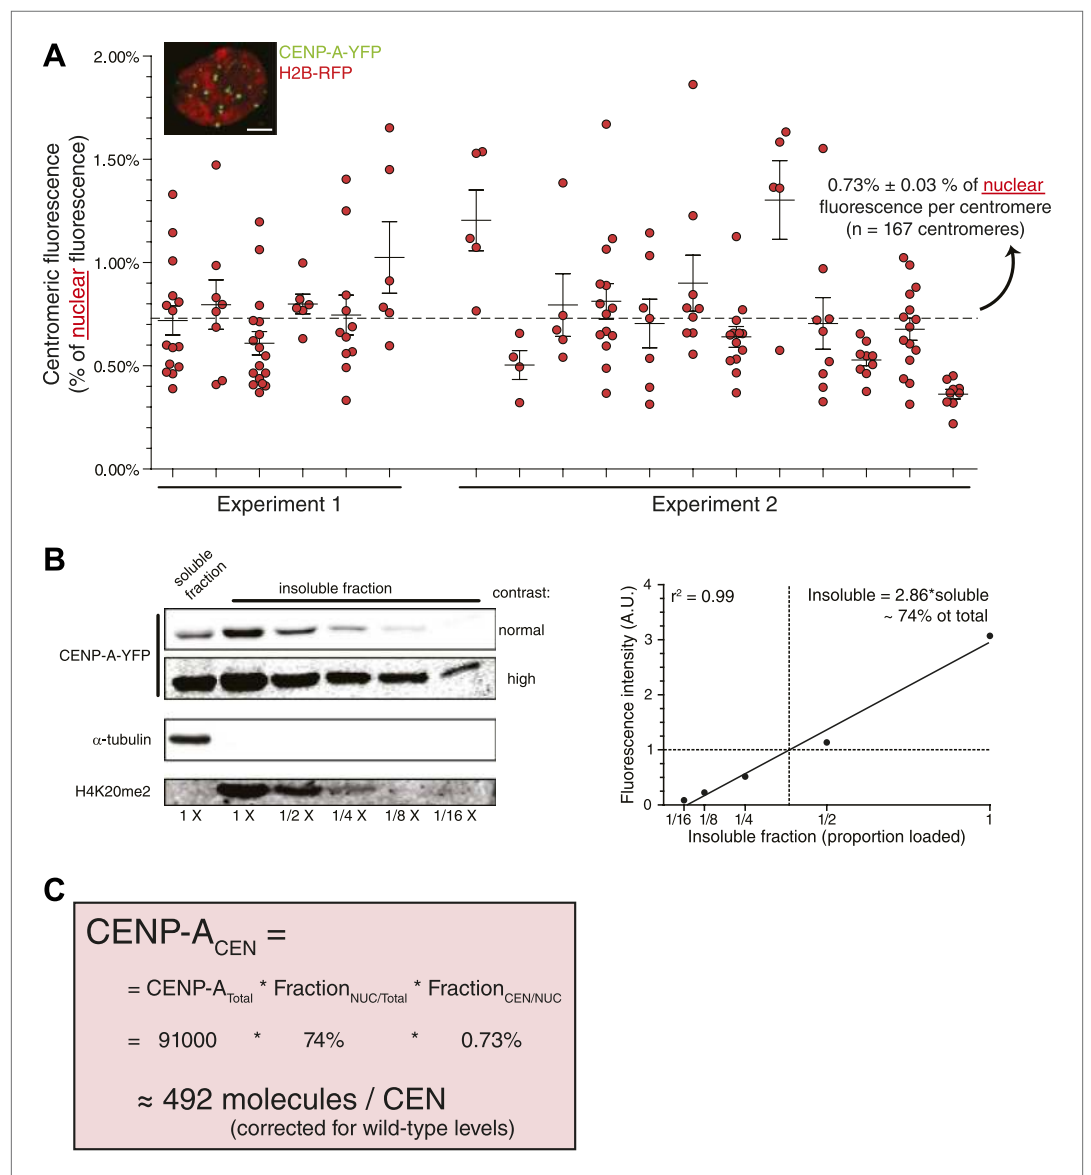 A
CENP-A-YFP
H2B-RFP
2.00%
1.50%
1.00%
0.50%
0.00%
Centromeric fluorescence
(% of nuclear fluorescence)
0.73% ± 0.03 % of nuclear
fluorescence per centromere
(n = 167 centromeres)
Experiment 1
Experiment 2
B
soluble
fraction
insoluble fraction
contrast:
CENP-A-YFP
normal
high
α-tubulin
H4K20me2
1 X
1 X
1/2 X
1/4 X
1/8 X
1/16 X
Fluorescence intensity (A.U.)
4
3
2
1
0
r2 = 0.99
Insoluble = 2.86*soluble
~ 74% ot total
1/16
1/8
1/4
1/2
1
Insoluble fraction (proportion loaded)
C
CENP-ACEN =
= CENP-ATotal * FractionNUC/Total * FractionCEN/NUC
= 91000 * 74% * 0.73%
≈ 492 molecules / CEN
(corrected for wild-type levels)